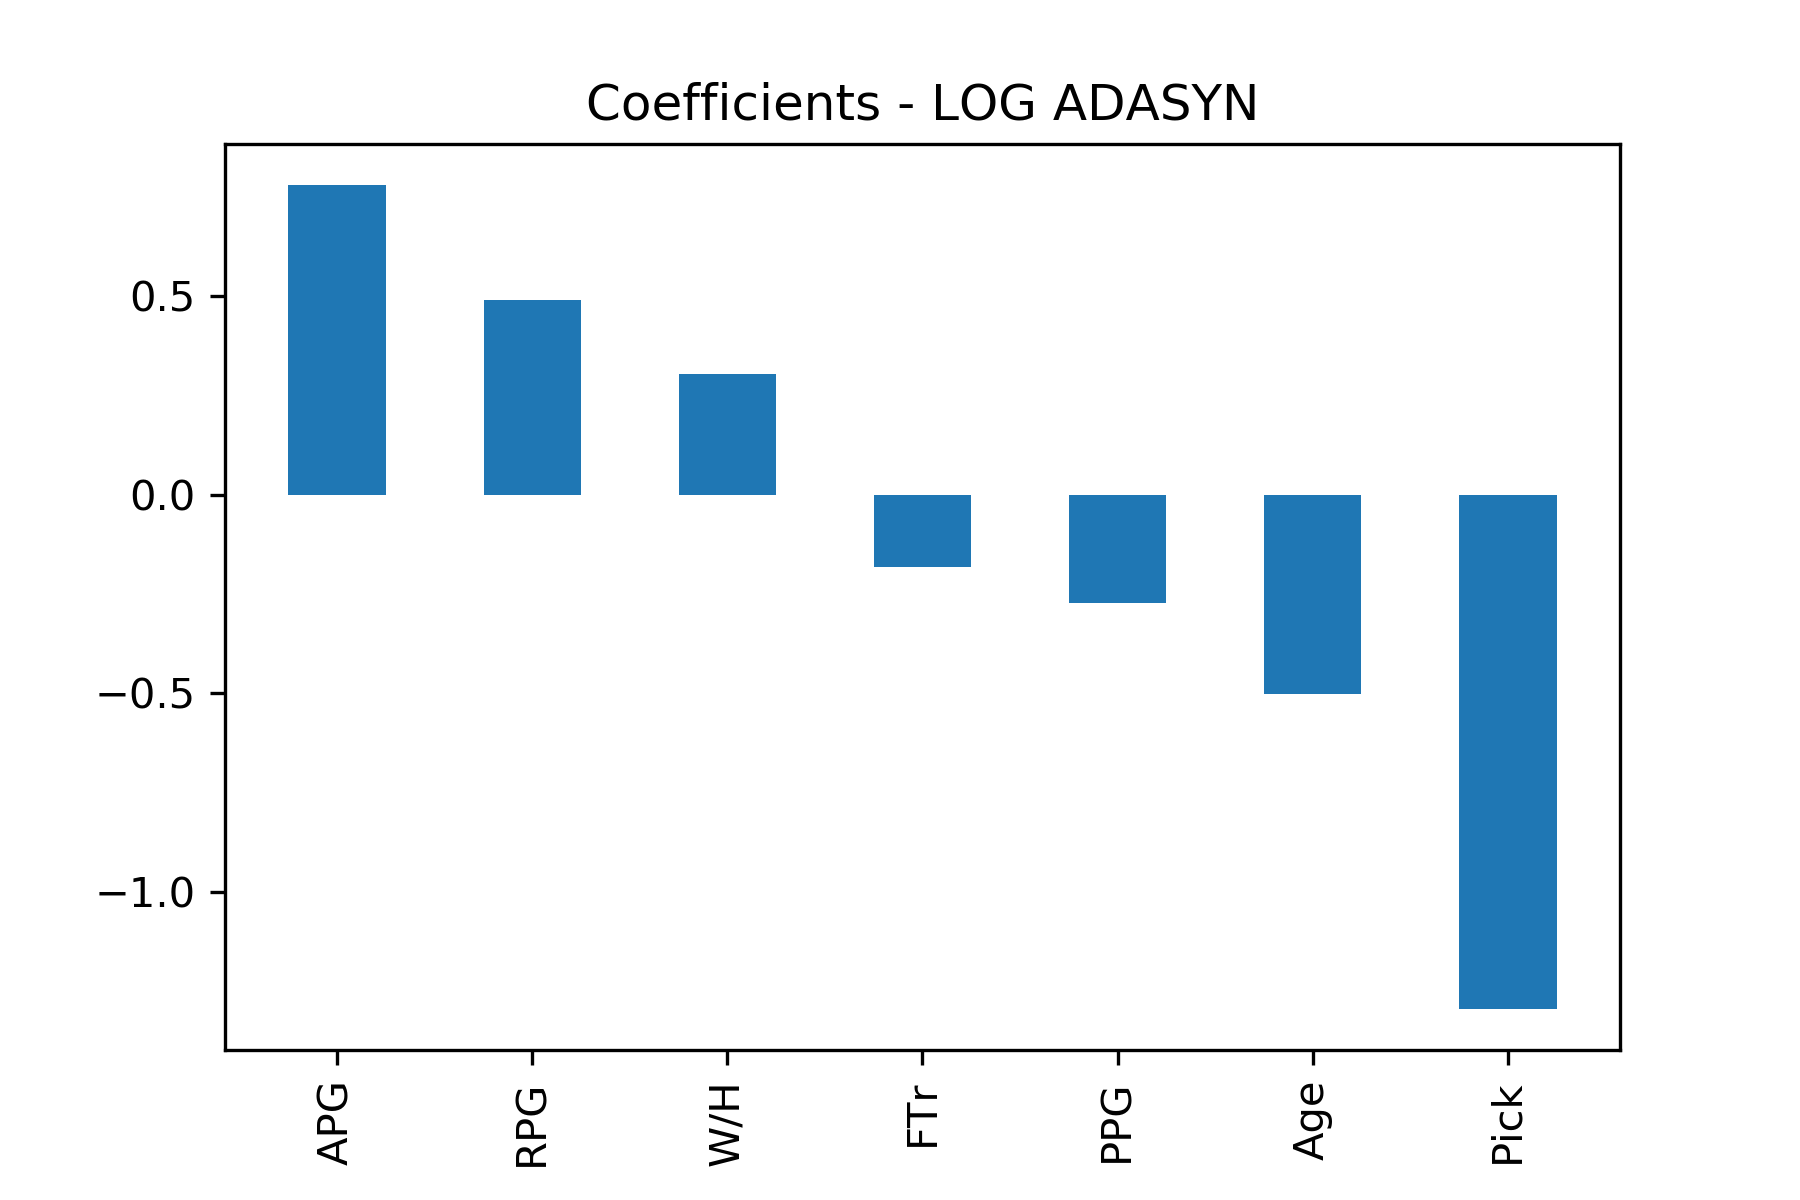 Coefficients - LOG ADASYN
0.5
0.0
−0.5
−1.0
APG
RPG
W/H
FTr
PPG
Age
Pick